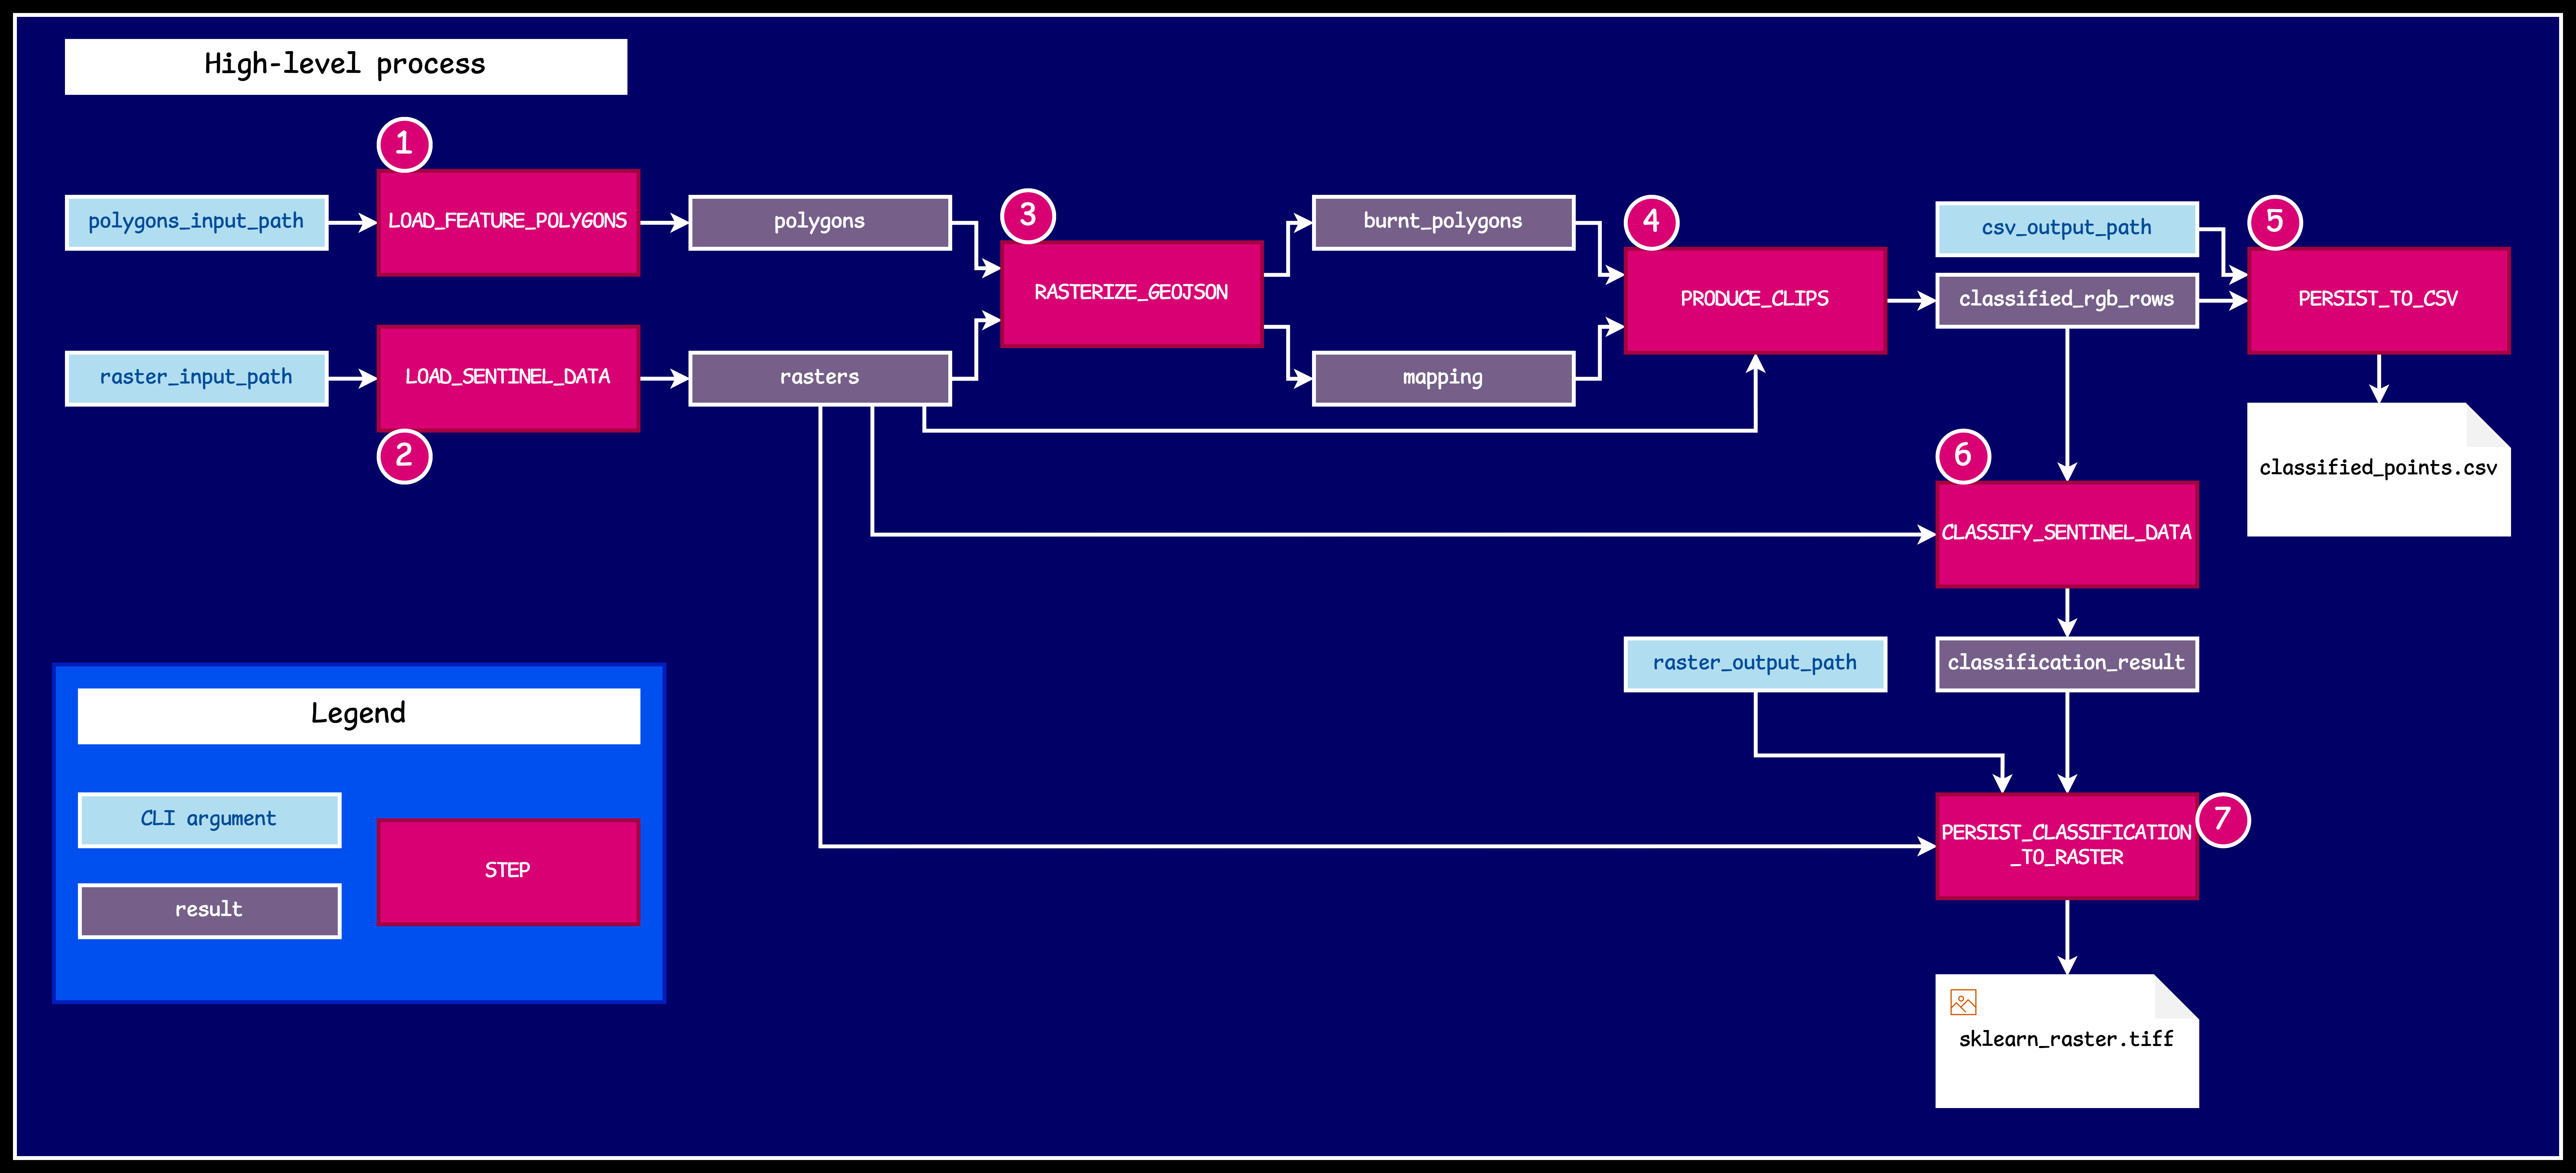 High-level process
1
polygons_input_path
LOAD_FEATURE_POLYGONS
polygons
3
RASTERIZE_GEOJSON
burnt_polygons
4
PRODUCE_CLIPS
csv_output_path
classified_rgb_rows
5
PERSIST_TO_CSV
raster_input_path
LOAD_SENTINEL_DATA
2
rasters
mapping
classified_points.csv
6
CLASSIFY_SENTINEL_DATA
raster_output_path
classification_result
PERSIST_CLASSIFICATION
_TO_RASTER
7
sklearn_raster.tiff
Legend
CLI argument
STEP
result